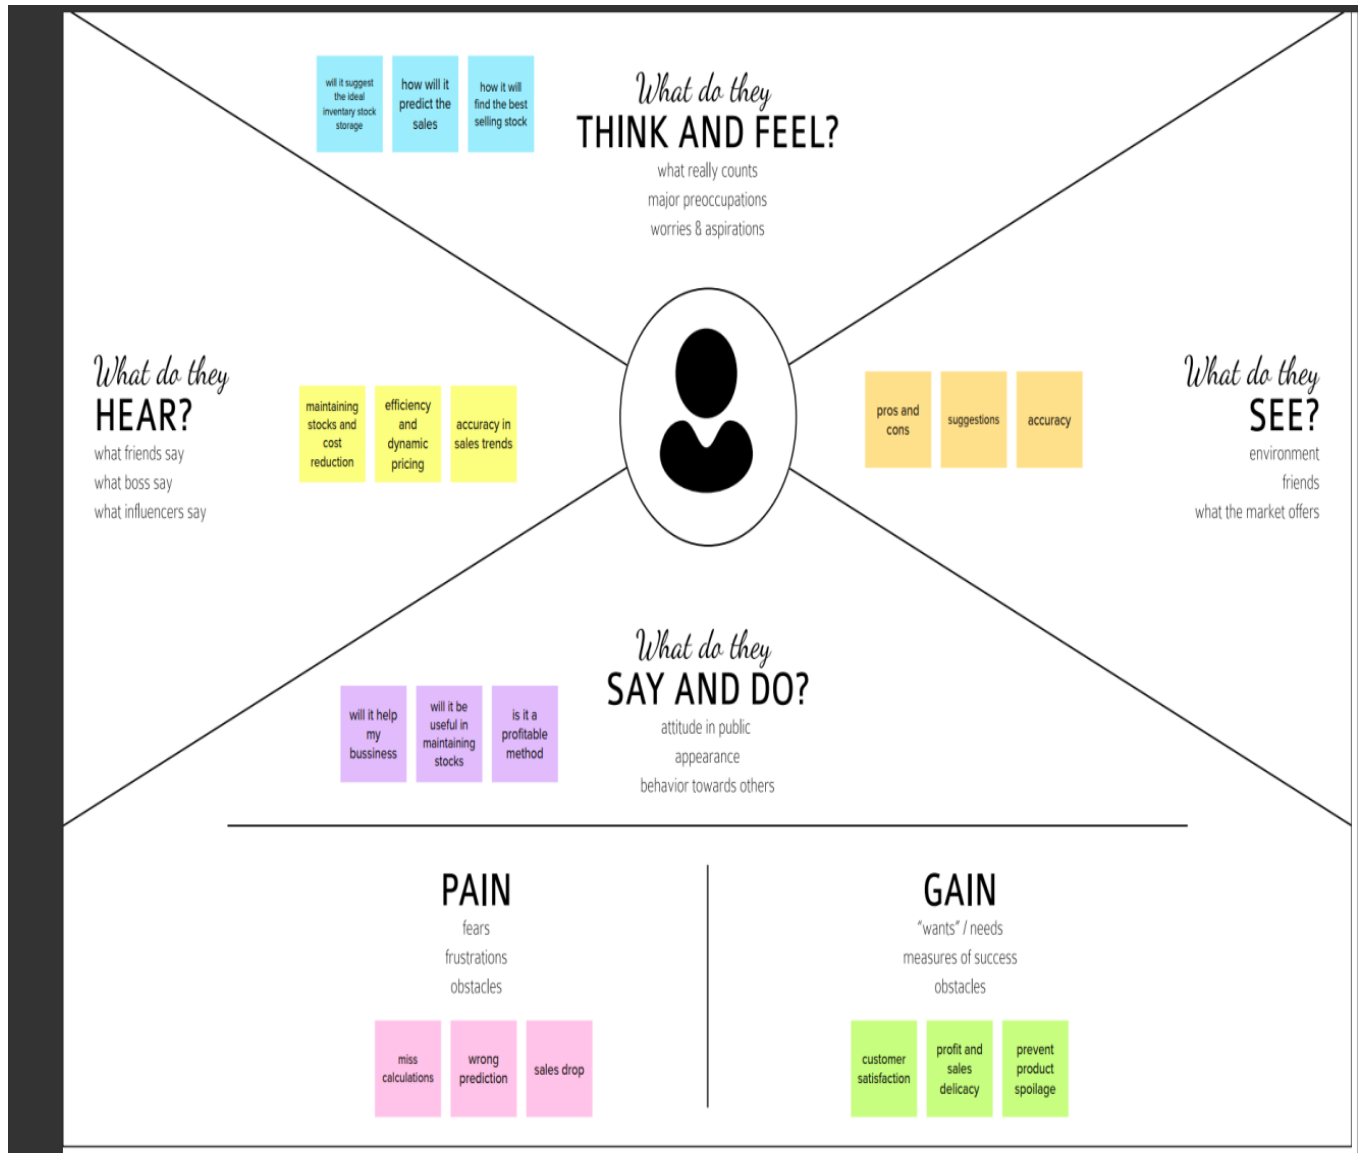 will it suggest
the ideal
inventary stock
storage
how will it
predict the
sales
how it will
find the best
selling stock
What do they
THINK AND FEEL?
what really counts
major preoccupations
worries & aspirations
What do they
HEAR?
what friends say
what boss say
what influencers say
maintaining
stocks and
cost
reduction
efficiency
and
dynamic
pricing
accuracy in
sales trends
pros and
cons
suggestions
accuracy
What do they
SEE?
environment
friends
what the market offers
What do they
SAY AND DO?
attitude in public
appearance
behavior towards others
will it help
my
bussiness
will it be
useful in
maintaining
stocks
is it a
profitable
method
PAIN
fears
frustrations
obstacles
miss
calculations
wrong
prediction
sales drop
GAIN
"wants" / needs
measures of success
obstacles
customer
satisfaction
profit and
sales
delicacy
prevent
product
spoilage